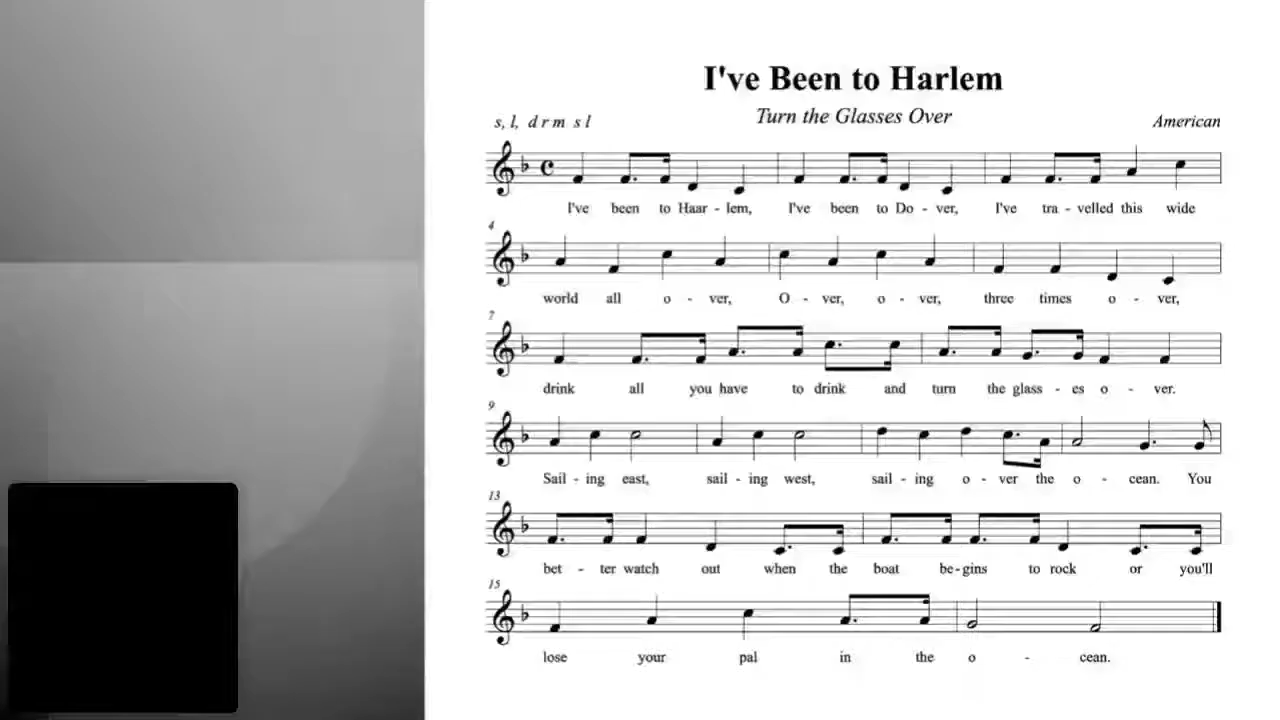 I've Been to Harlem
Turn the Glasses Over
s, l, d r m s l
American
I've been to Haar - lem, I've been to Do - ver, I've tra - velled this wide
4
world all o - ver, O - ver, o - ver, three times o - ver,
7
drink all you have to drink and turn the glass - es o - ver.
9
Sail - ing east, sail - ing west, sail - ing o - ver the o - cean. You
13
bet - ter watch out when the boat be - gins to rock or you'll
15
lose your pal in the o - cean.